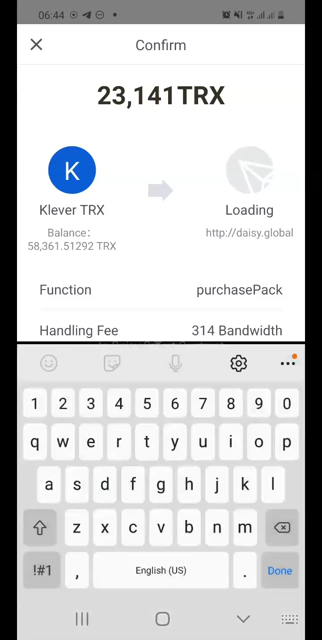 06:44
Confirm
23,141TRX
K
Klever TRX
Loading
Balance:
58,361.51292 TRX
http://daisy.global
Function purchasePack
Handling Fee 314 Bandwidth
1 2 3 4 5 6 7 8 9 0
q w e r t y u i o p
a s d f g h j k l
z x c v b n m
!#1 , English (US) . Done